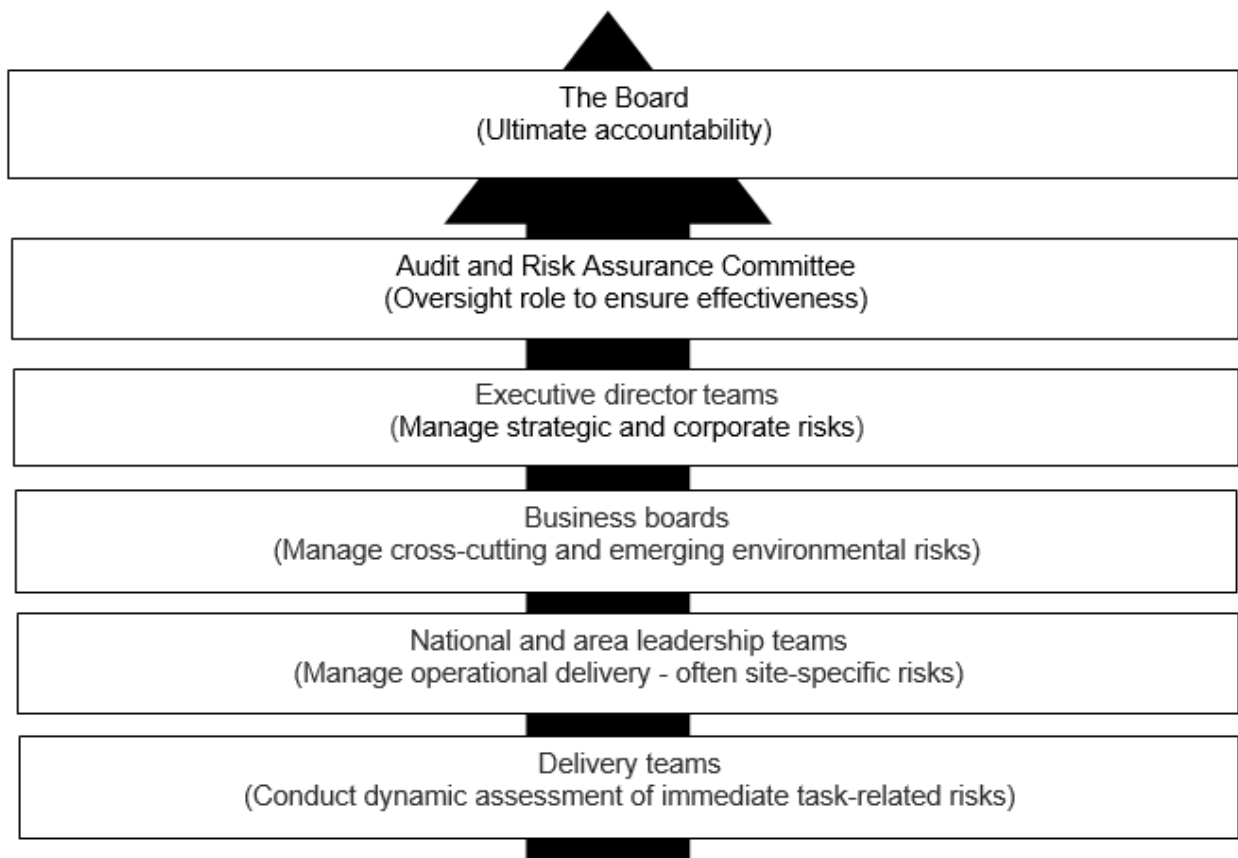 The Board
(Ultimate accountability)
Audit and Risk Assurance Committee
(Oversight role to ensure effectiveness)
Executive director teams
(Manage strategic and corporate risks)
Business boards
(Manage cross-cutting and emerging environmental risks)
National and area leadership teams
(Manage operational delivery - often site-specific risks)
Delivery teams
(Conduct dynamic assessment of immediate task-related risks)